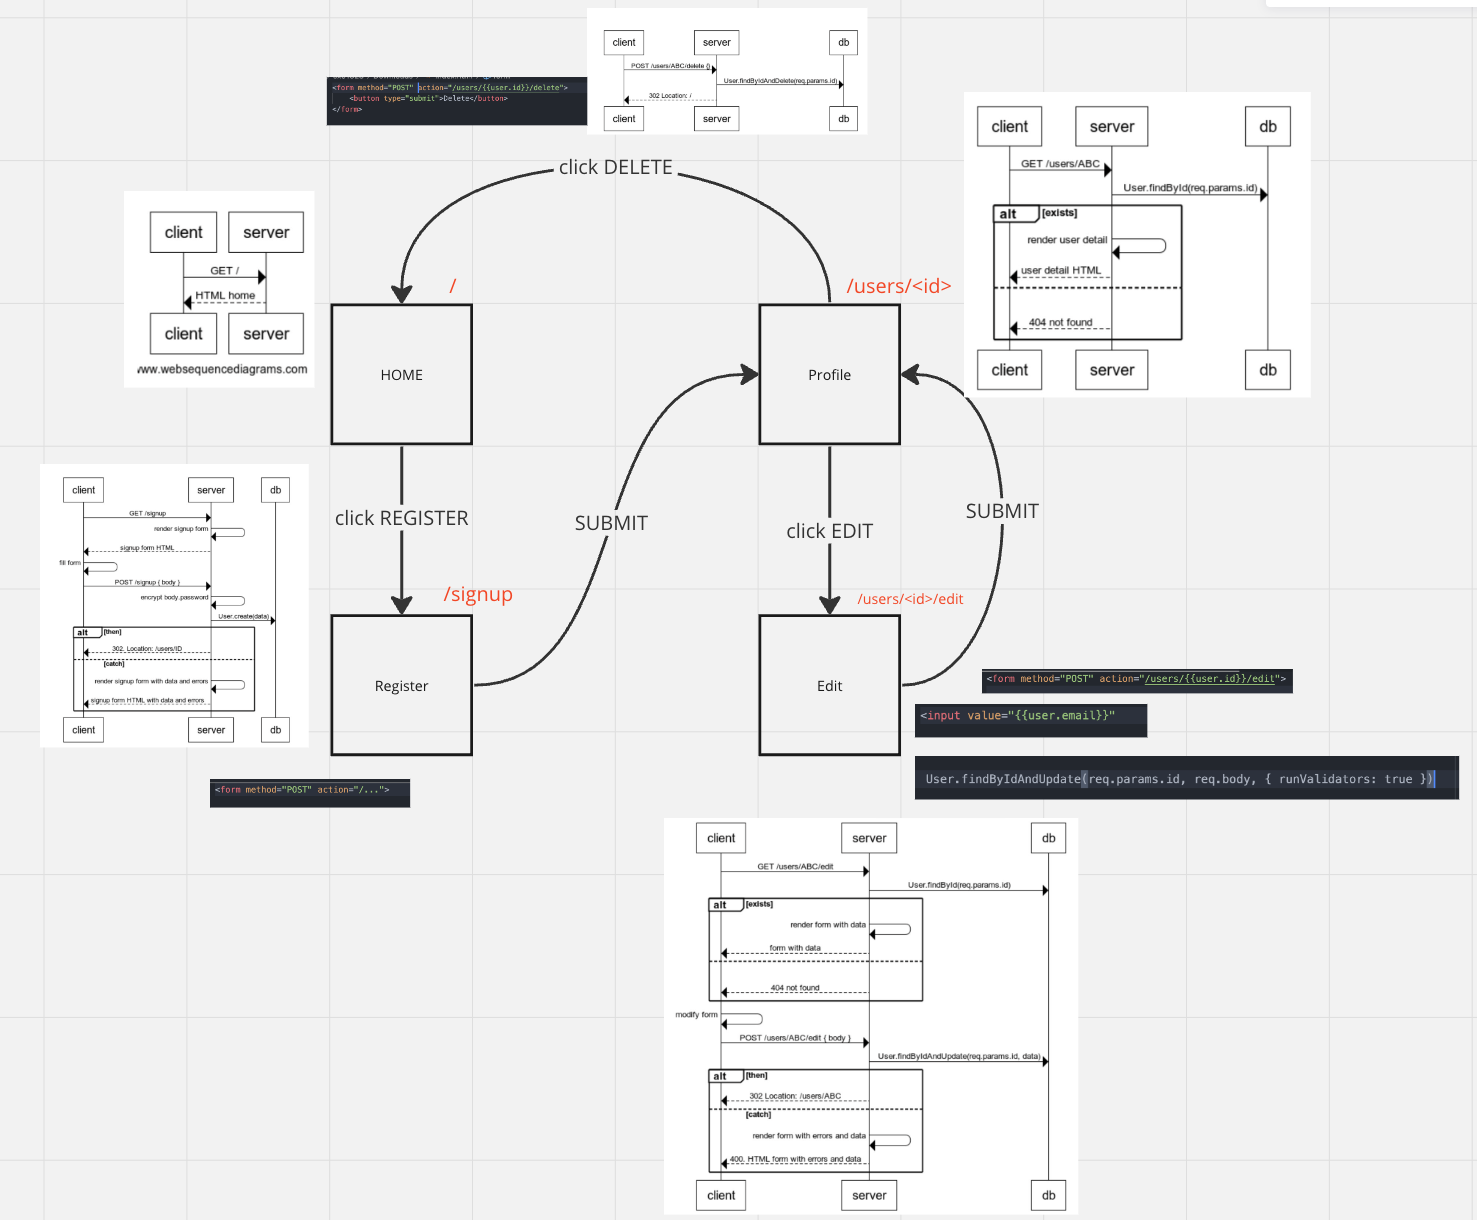 client
server
db
POST /users/ABC/delete {}
User.findByIdAndDelete(req.params.id)
302 Location: /
client
server
db
<form method="POST" action="/users/{{user.id}}/delete">
<button type="submit">Delete</button>
</form>
click DELETE
client
server
db
GET /users/ABC
User.findById(req.params.id)
alt
[exists]
render user detail
user detail HTML
404 not found
client
server
db
client
server
GET /
HTML home
client
server
www.websequencediagrams.com
/
HOME
/users/<id>
Profile
click REGISTER
SUBMIT
click EDIT
SUBMIT
client
server
db
GET /signup
render signup form
signup form HTML
fill form
POST /signup { body }
encrypt body.password
User.create(data)
alt
[then]
302. Location: /users/ID
[catch]
render signup form with data and errors
signup form HTML with data and errors
client
server
db
/signup
Register
/users/<id>/edit
Edit
<form method="POST" action="/users/{{user.id}}/edit">
<input value="{{user.email}}"
User.findByIdAndUpdate(req.params.id, req.body, { runValidators: true })
<form method="POST" action="/...">
client
server
db
GET /users/ABC/edit
User.findById(req.params.id)
alt
[exists]
render form with data
form with data
404 not found
modify form
POST /users/ABC/edit { body }
User.findByIdAndUpdate(req.params.id, data)
alt
[then]
302 Location: /users/ABC
[catch]
render form with errors and data
400. HTML form with errors and data
client
server
db